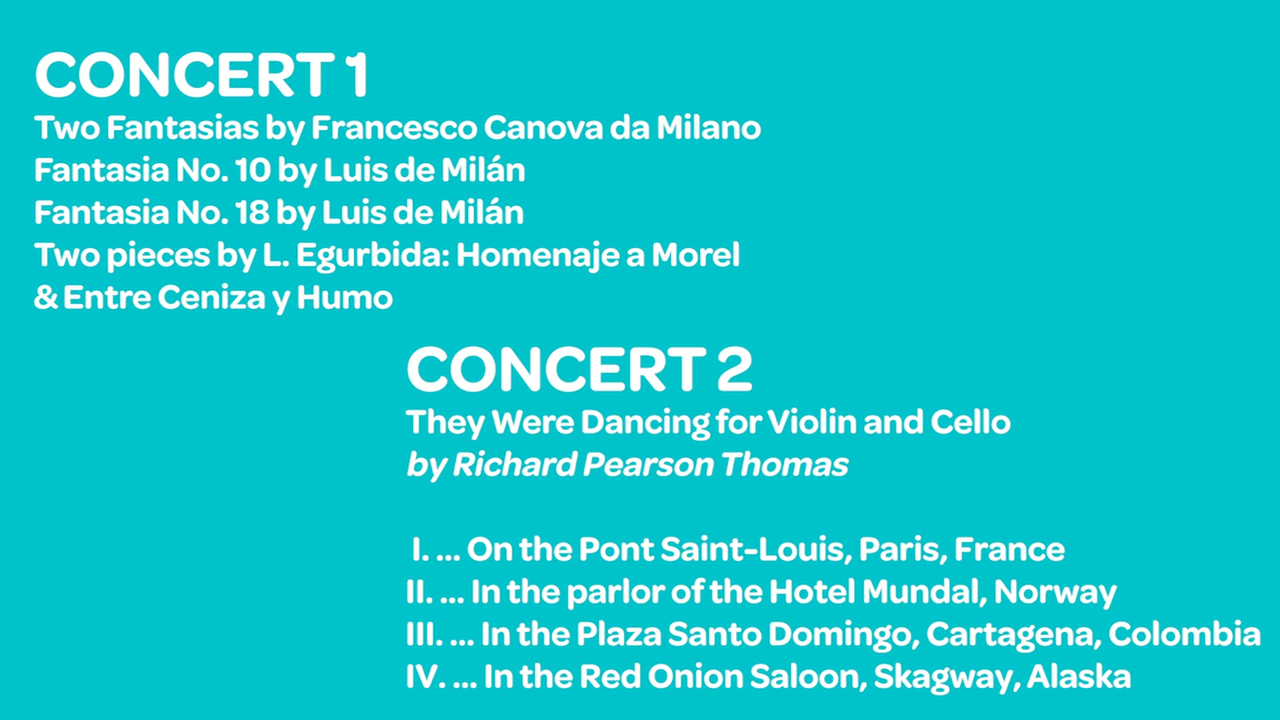 CONCERT 1
Two Fantasias by Francesco Canova da Milano
Fantasia No. 10 by Luis de Milán
Fantasia No. 18 by Luis de Milán
Two pieces by L. Egurbida: Homenaje a Morel
& Entre Ceniza y Humo
CONCERT 2
They Were Dancing for Violin and Cello
by Richard Pearson Thomas
I. ... On the Pont Saint-Louis, Paris, France
II. ... In the parlor of the Hotel Mundal, Norway
III. ... In the Plaza Santo Domingo, Cartagena, Colombia
IV. ... In the Red Onion Saloon, Skagway, Alaska